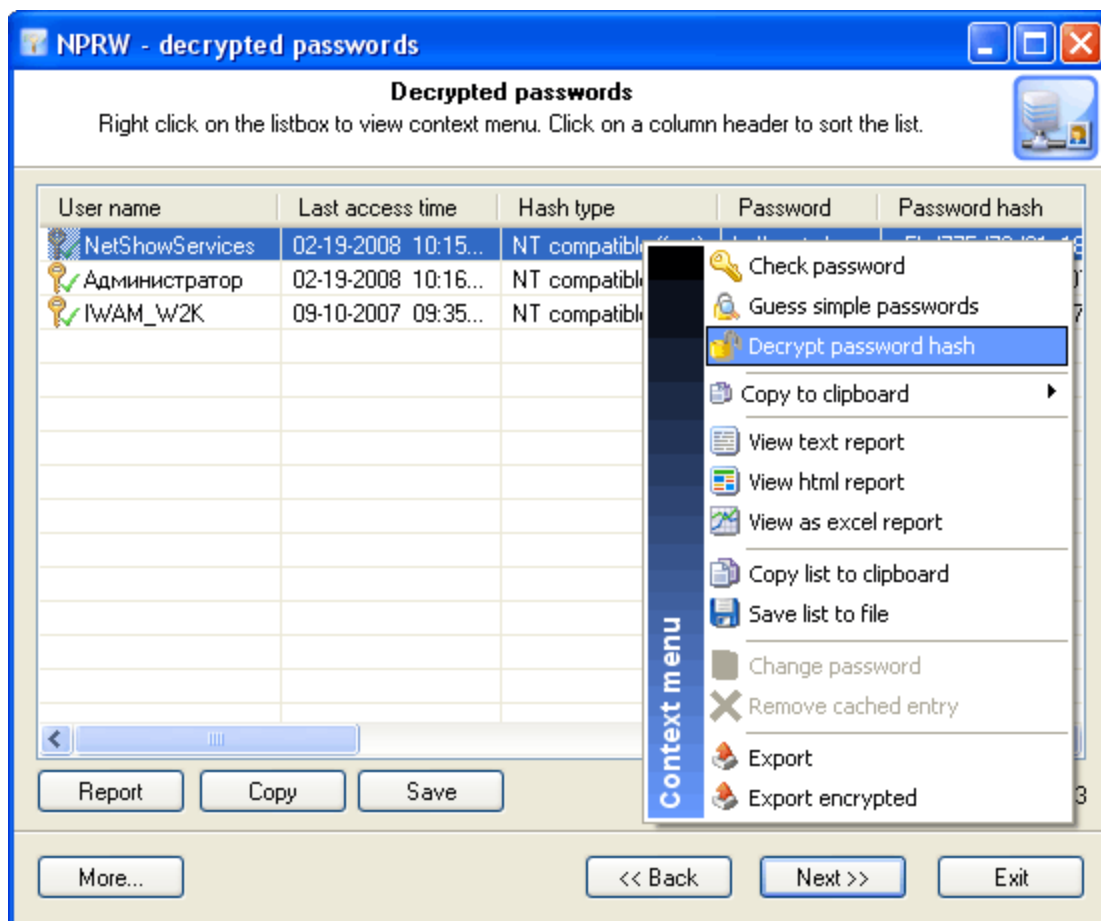 NPRW - decrypted passwords
Decrypted passwords
Right click on the listbox to view context menu. Click on a column header to sort the list.
User name Last access time Hash type Password Password hash
NetShowServices 02-19-2008 10:15... NT compatible
Администратор 02-19-2008 10:16... NT
IWAM_W2K 09-10-2007 09:35... NT
Check password
Guess simple passwords
Decrypt password hash
Copy to clipboard
View text report
View html report
View as excel report
Copy list to clipboard
Save list to file
Change password
Remove cached entry
Export
Export encrypted
Context menu
Report Copy Save 3
More... << Back Next >> Exit